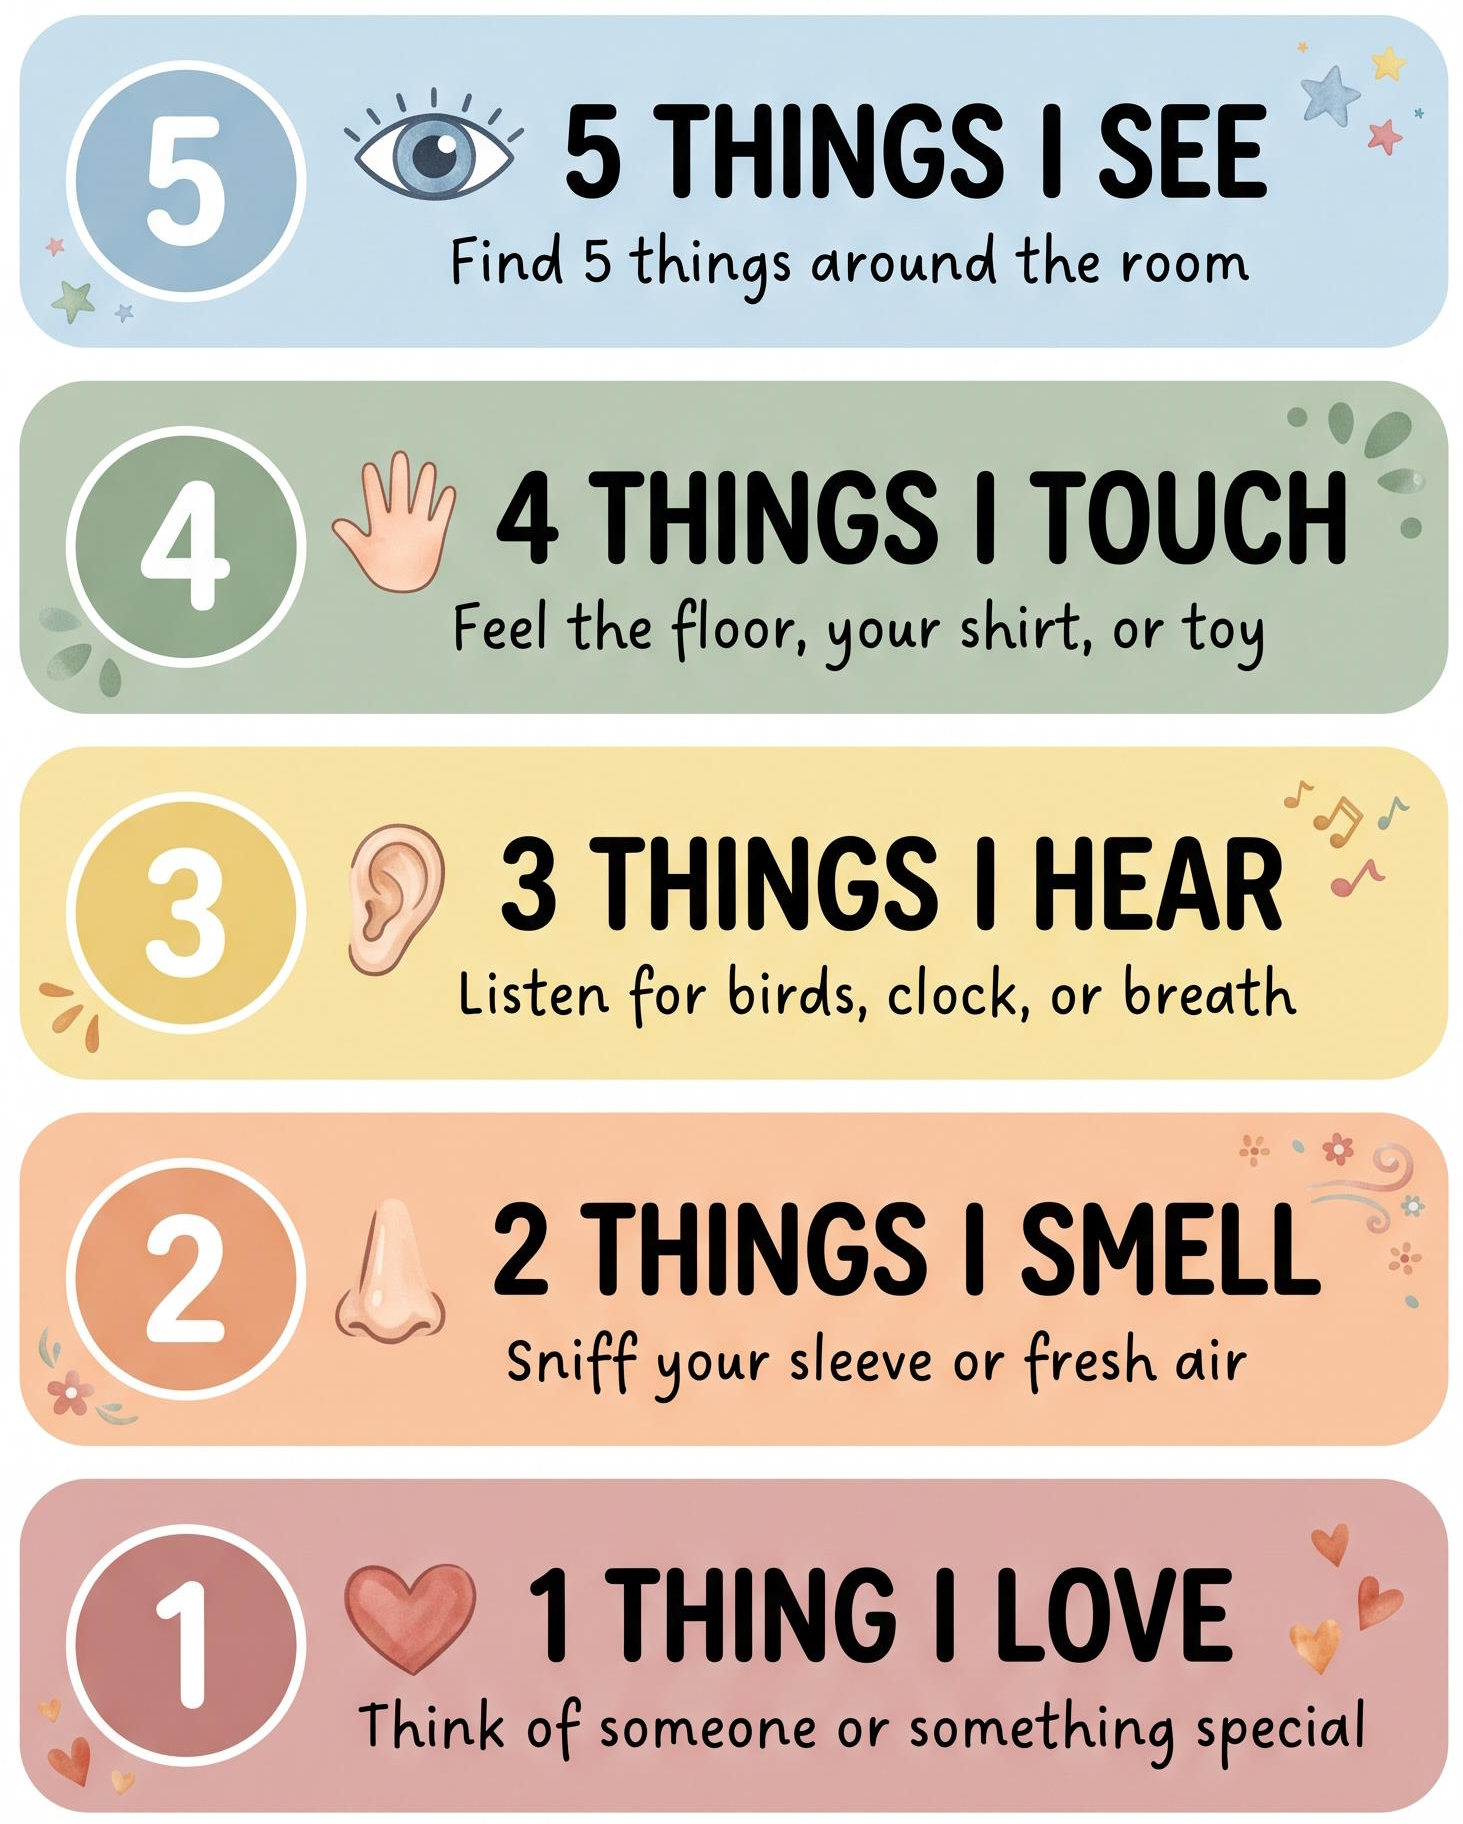 5
5 THINGS I SEE
Find 5 things around the room
4
4 THINGS I TOUCH
Feel the floor, your shirt, or toy
3
3 THINGS I HEAR
Listen for birds, clock, or breath
2
2 THINGS I SMELL
Sniff your sleeve or fresh air
1
1 THING I LOVE
Think of someone or something special